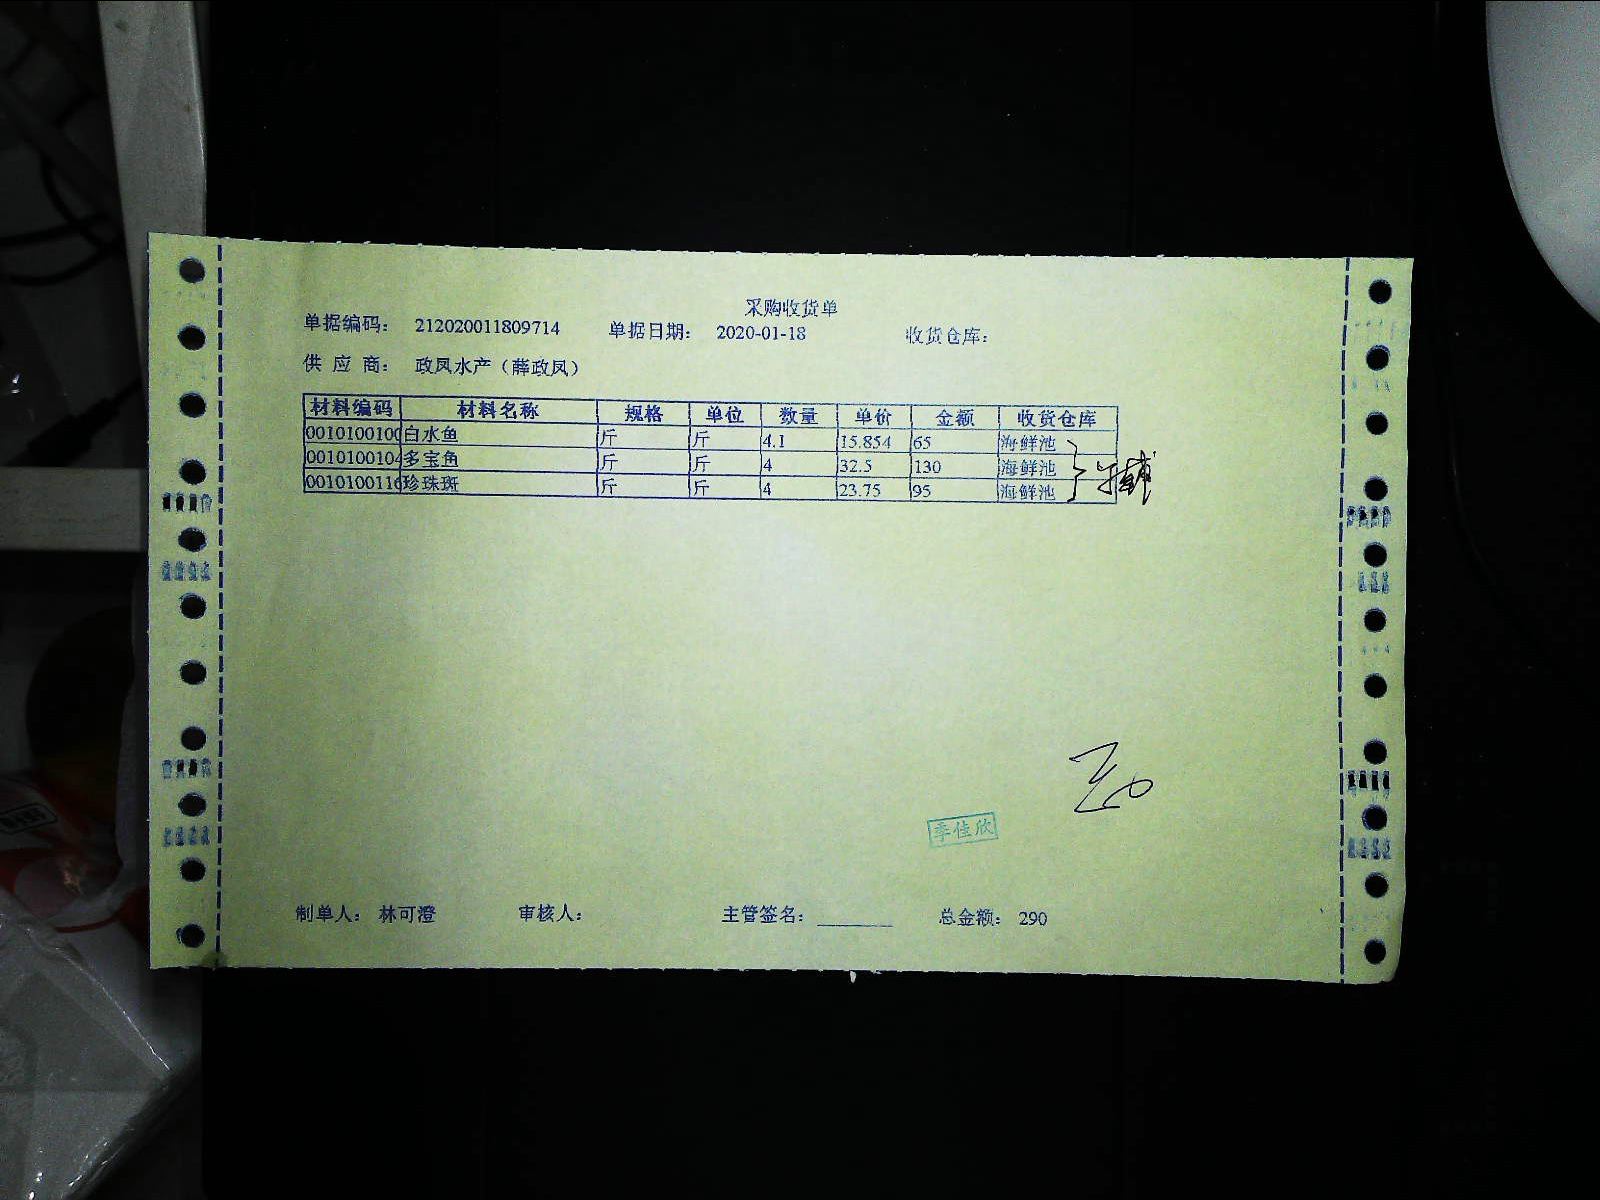 采购收货单
单据编码： 212020011809714 单据日期： 2020-01-18 收货仓库：
供 应 商： 政凤水产（薛政凤）
材料编码 材料名称 规格 单位 数量 单价 金额 收货仓库
0010100100 白水鱼 斤 斤 4.1 15.854 65 海鲜池
0010100104 多宝鱼 斤 斤 4 32.5 130 海鲜池
0010100116 珍珠斑 斤 斤 4 23.75 95 海鲜池
季佳欣
制单人： 林可澄 审核人： 主管签名： 总金额： 290